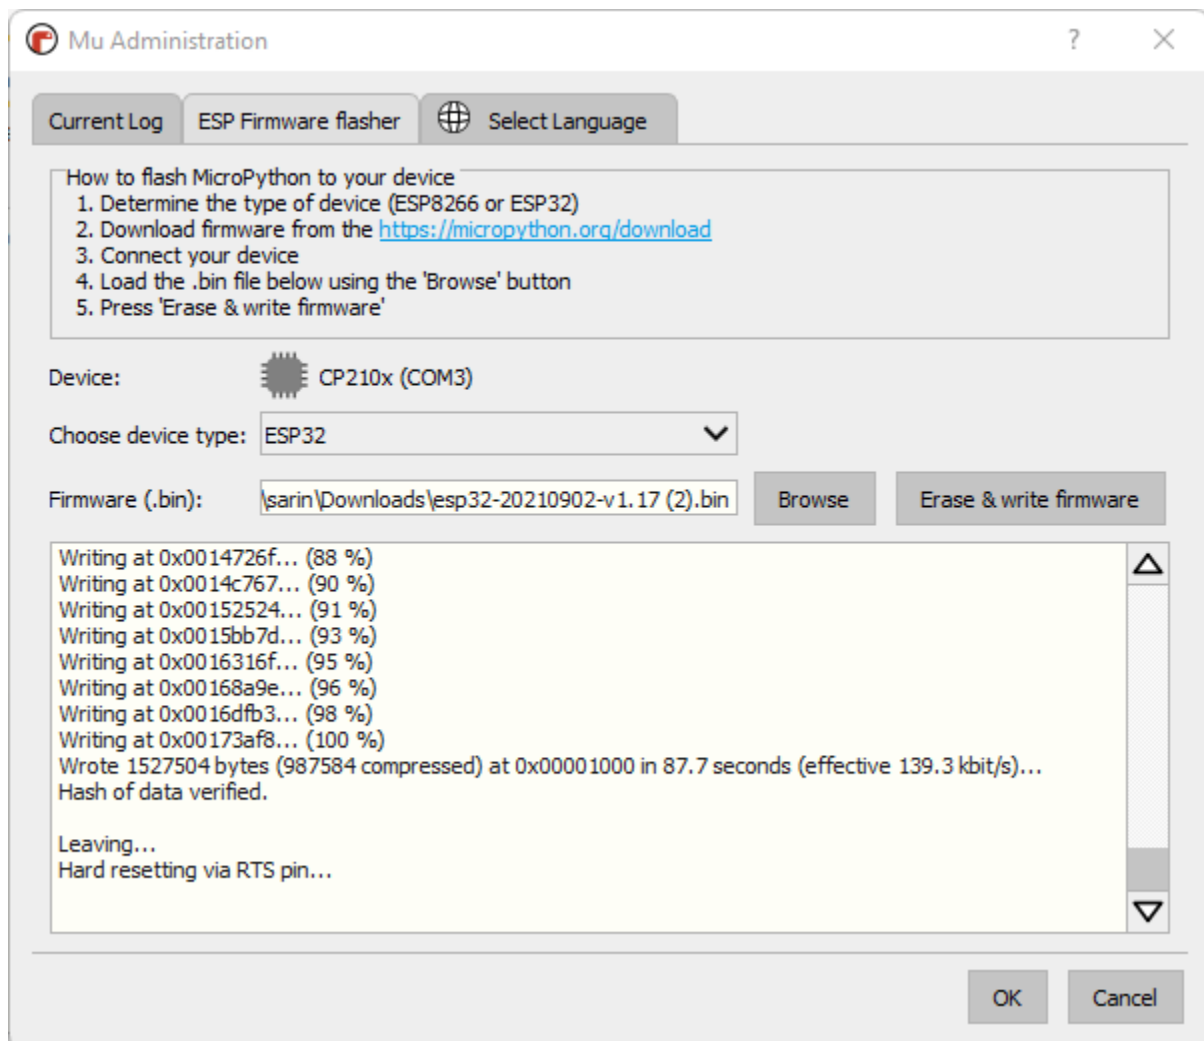 Mu Administration
?
Current Log
ESP Firmware flasher
Select Language
How to flash MicroPython to your device
1. Determine the type of device (ESP8266 or ESP32)
2. Download firmware from the https://micropython.org/download
3. Connect your device
4. Load the .bin file below using the 'Browse' button
5. Press 'Erase & write firmware'
Device: CP210x (COM3)
Choose device type: ESP32
Firmware (.bin): \sarin\Downloads\esp32-20210902-v1.17 (2).bin Browse Erase & write firmware
Writing at 0x0014726f... (88 %)
Writing at 0x0014c767... (90 %)
Writing at 0x00152524... (91 %)
Writing at 0x0015bb7d... (93 %)
Writing at 0x0016316f... (95 %)
Writing at 0x00168a9e... (96 %)
Writing at 0x0016dfb3... (98 %)
Writing at 0x00173af8... (100 %)
Wrote 1527504 bytes (987584 compressed) at 0x00001000 in 87.7 seconds (effective 139.3 kbit/s)...
Hash of data verified.
Leaving...
Hard resetting via RTS pin...
OK Cancel